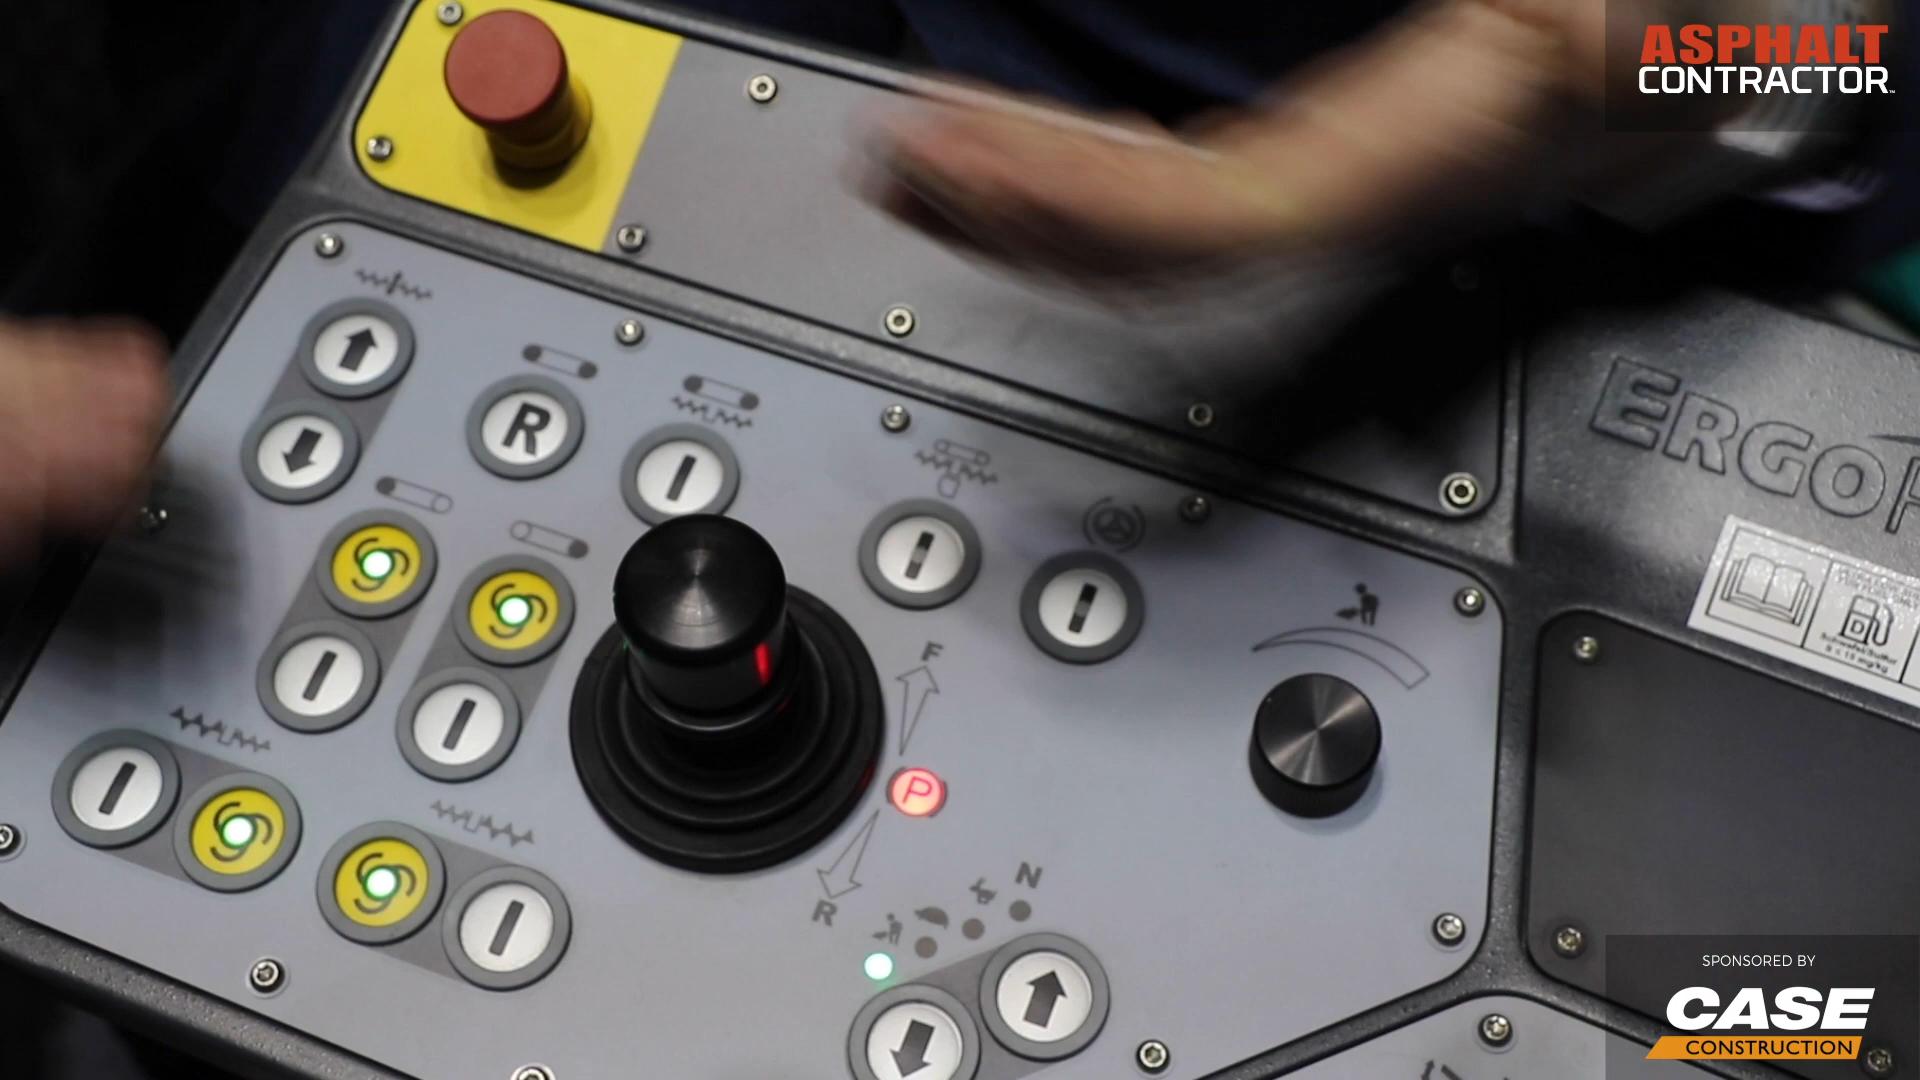 ASPHALT
CONTRACTOR
R
F
P
R
N
ERGO
D
SPONSORED BY
CASE
CONSTRUCTION